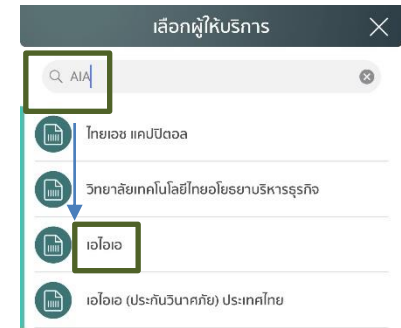 เลือกผู้ให้บริการ
AIA
ไทยเอช แคปปิตอล
วิทยาลัยเทคโนโลยีไทยอโยธยาบริหารธุรกิจ
เอไอเอ
เอไอเอ (ประกันวินาศภัย) ประเทศไทย